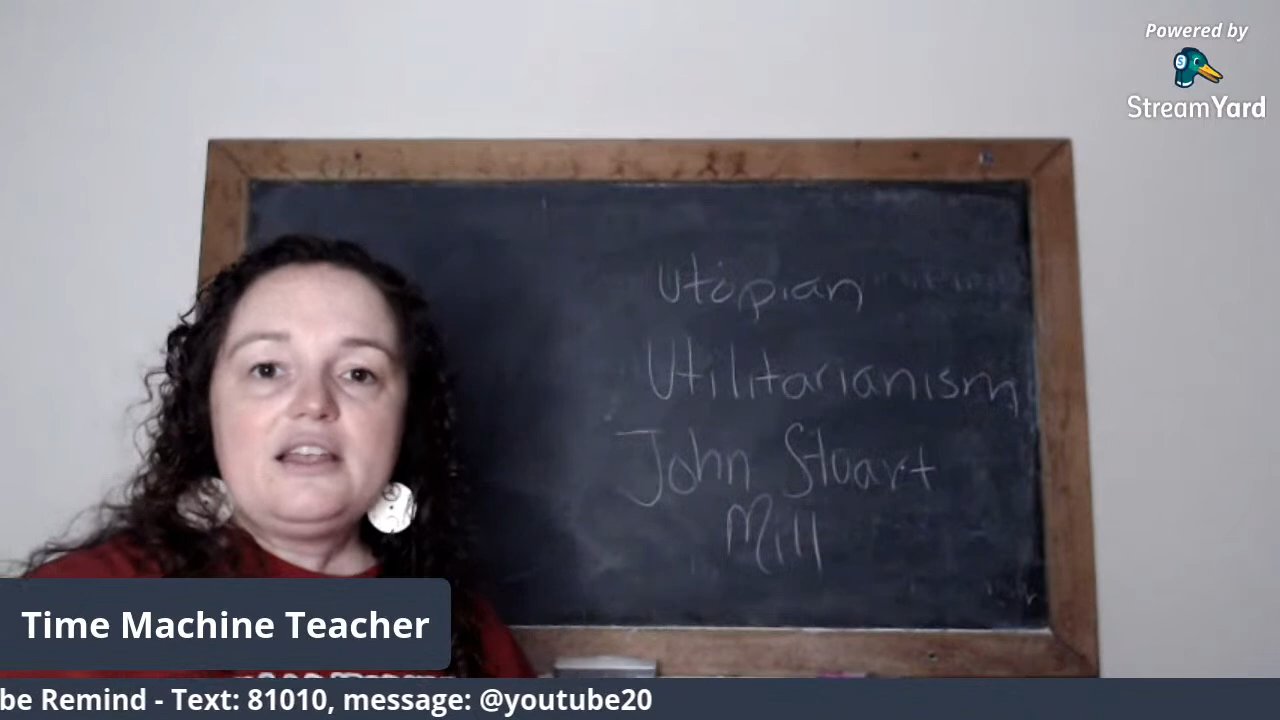 Powered by
StreamYard
Utopian
Utilitarianism
John Stuart
Mill
Time Machine Teacher
be Remind - Text: 81010, message: @youtube20